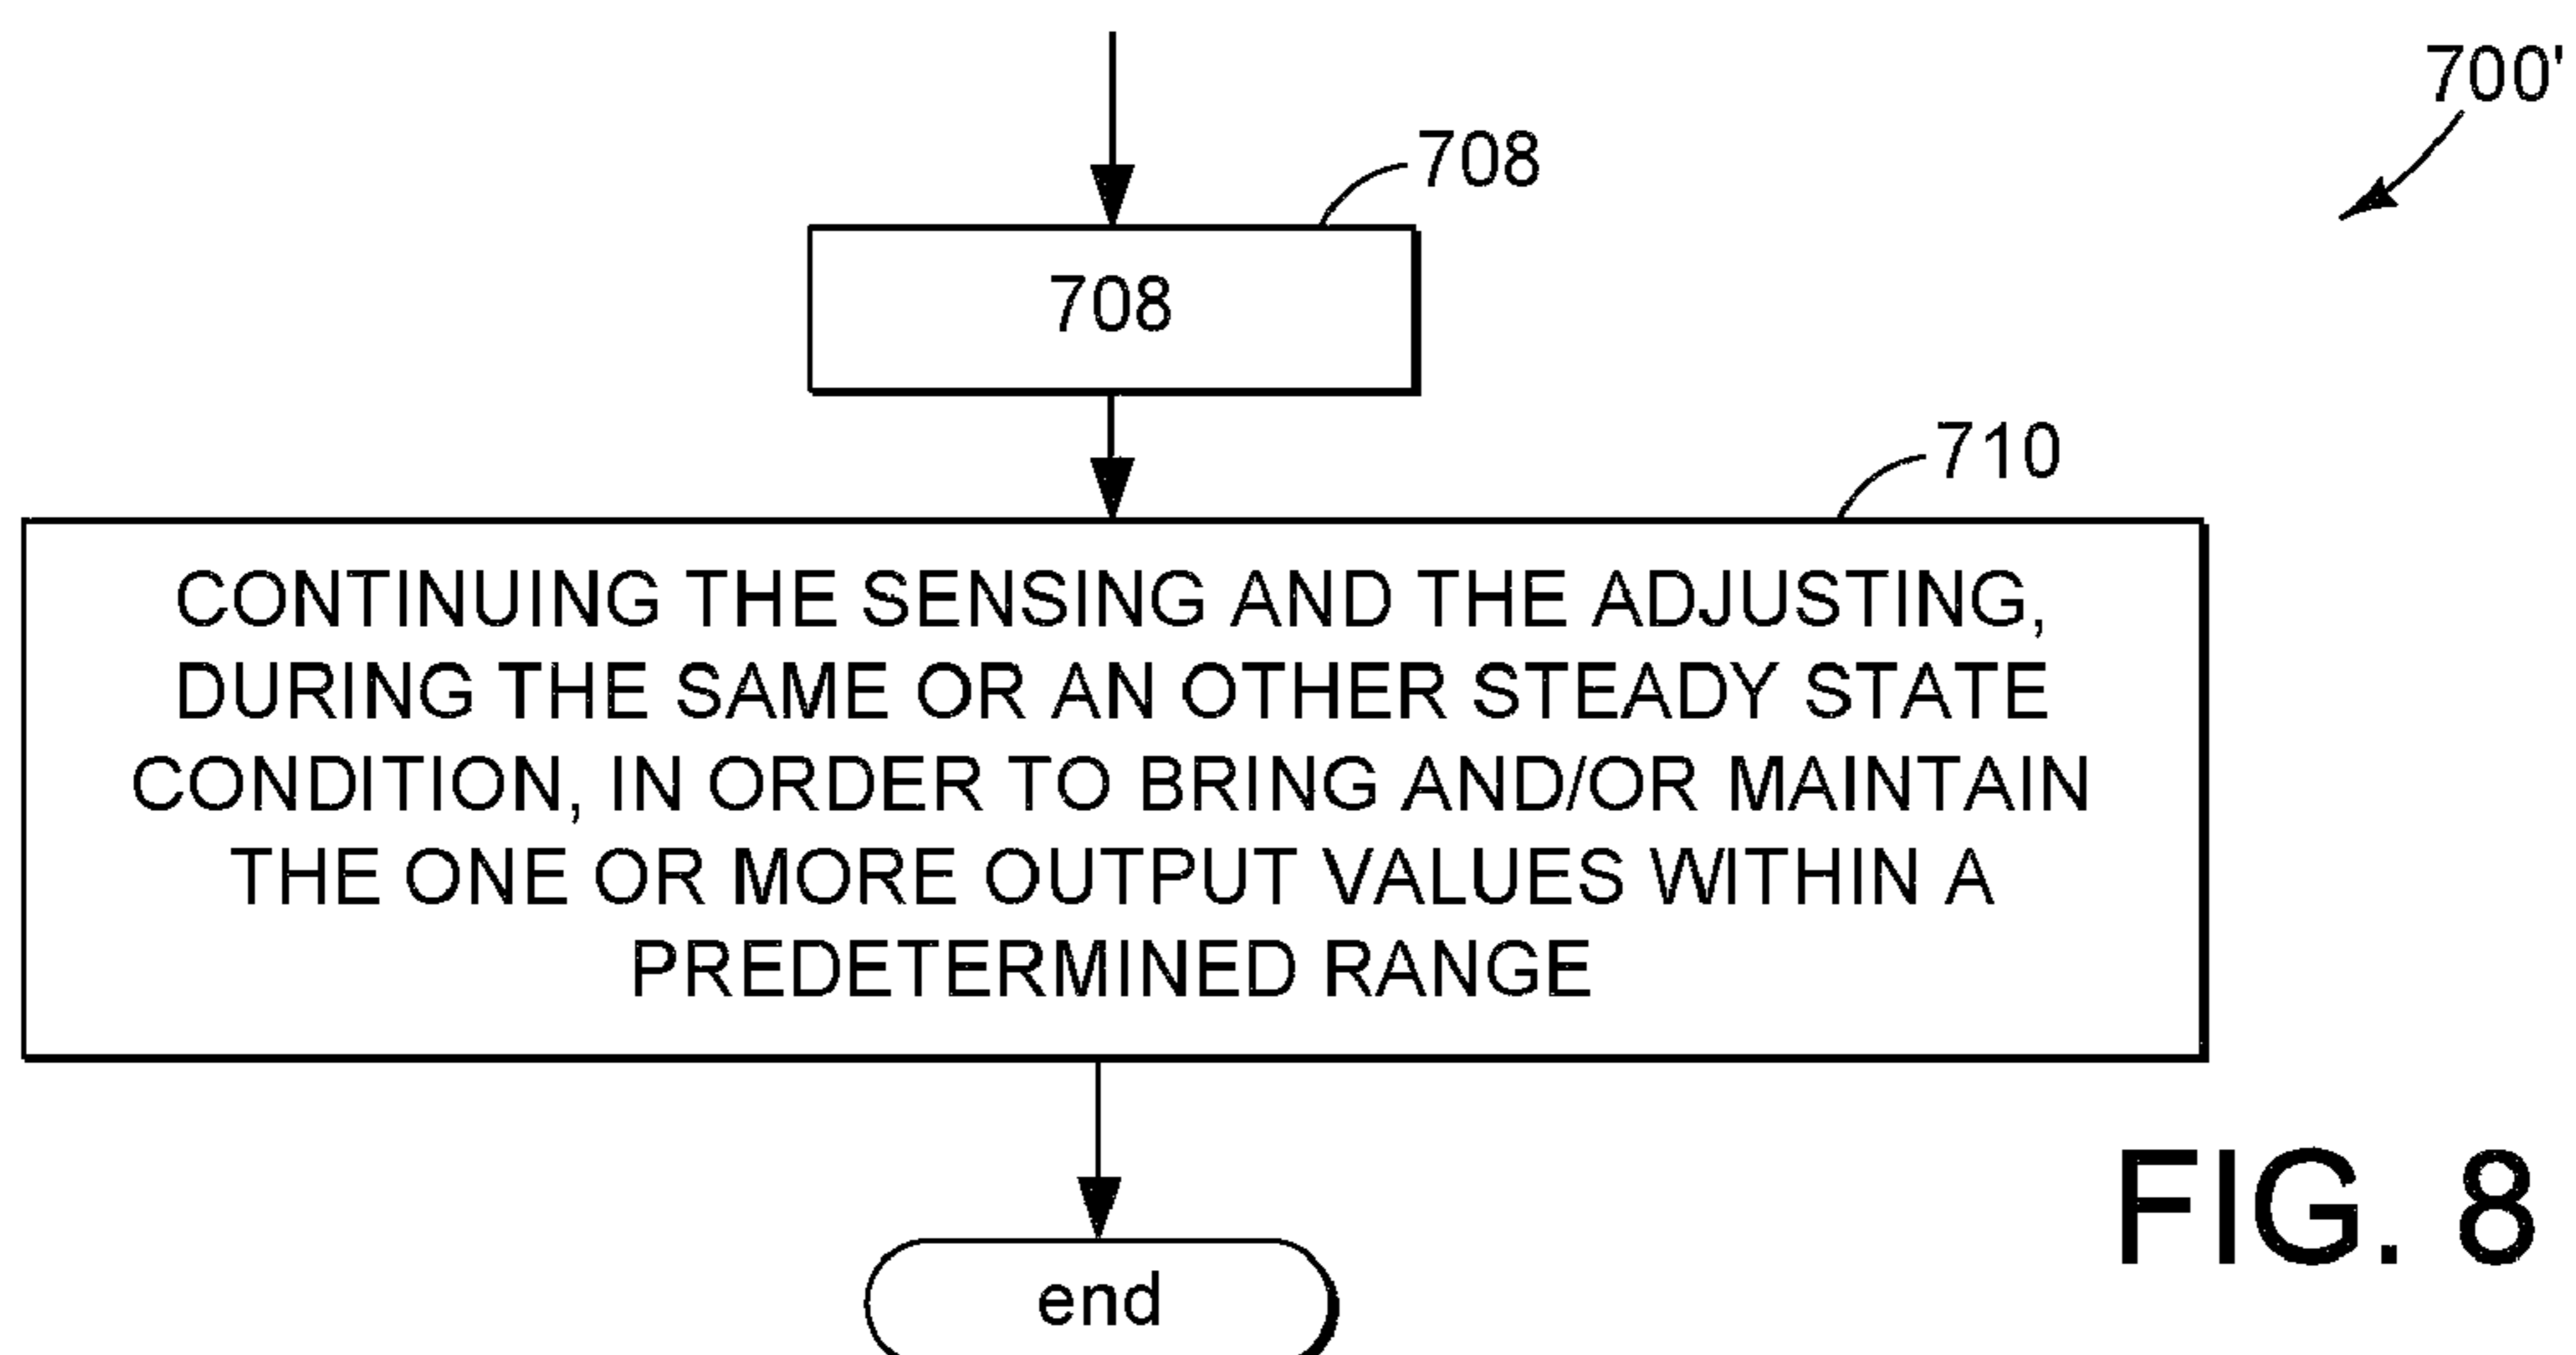 700'
708
708
710
CONTINUING THE SENSING AND THE ADJUSTING,
DURING THE SAME OR AN OTHER STEADY STATE
CONDITION, IN ORDER TO BRING AND/OR MAINTAIN
THE ONE OR MORE OUTPUT VALUES WITHIN A
PREDETERMINED RANGE
FIG. 8
end